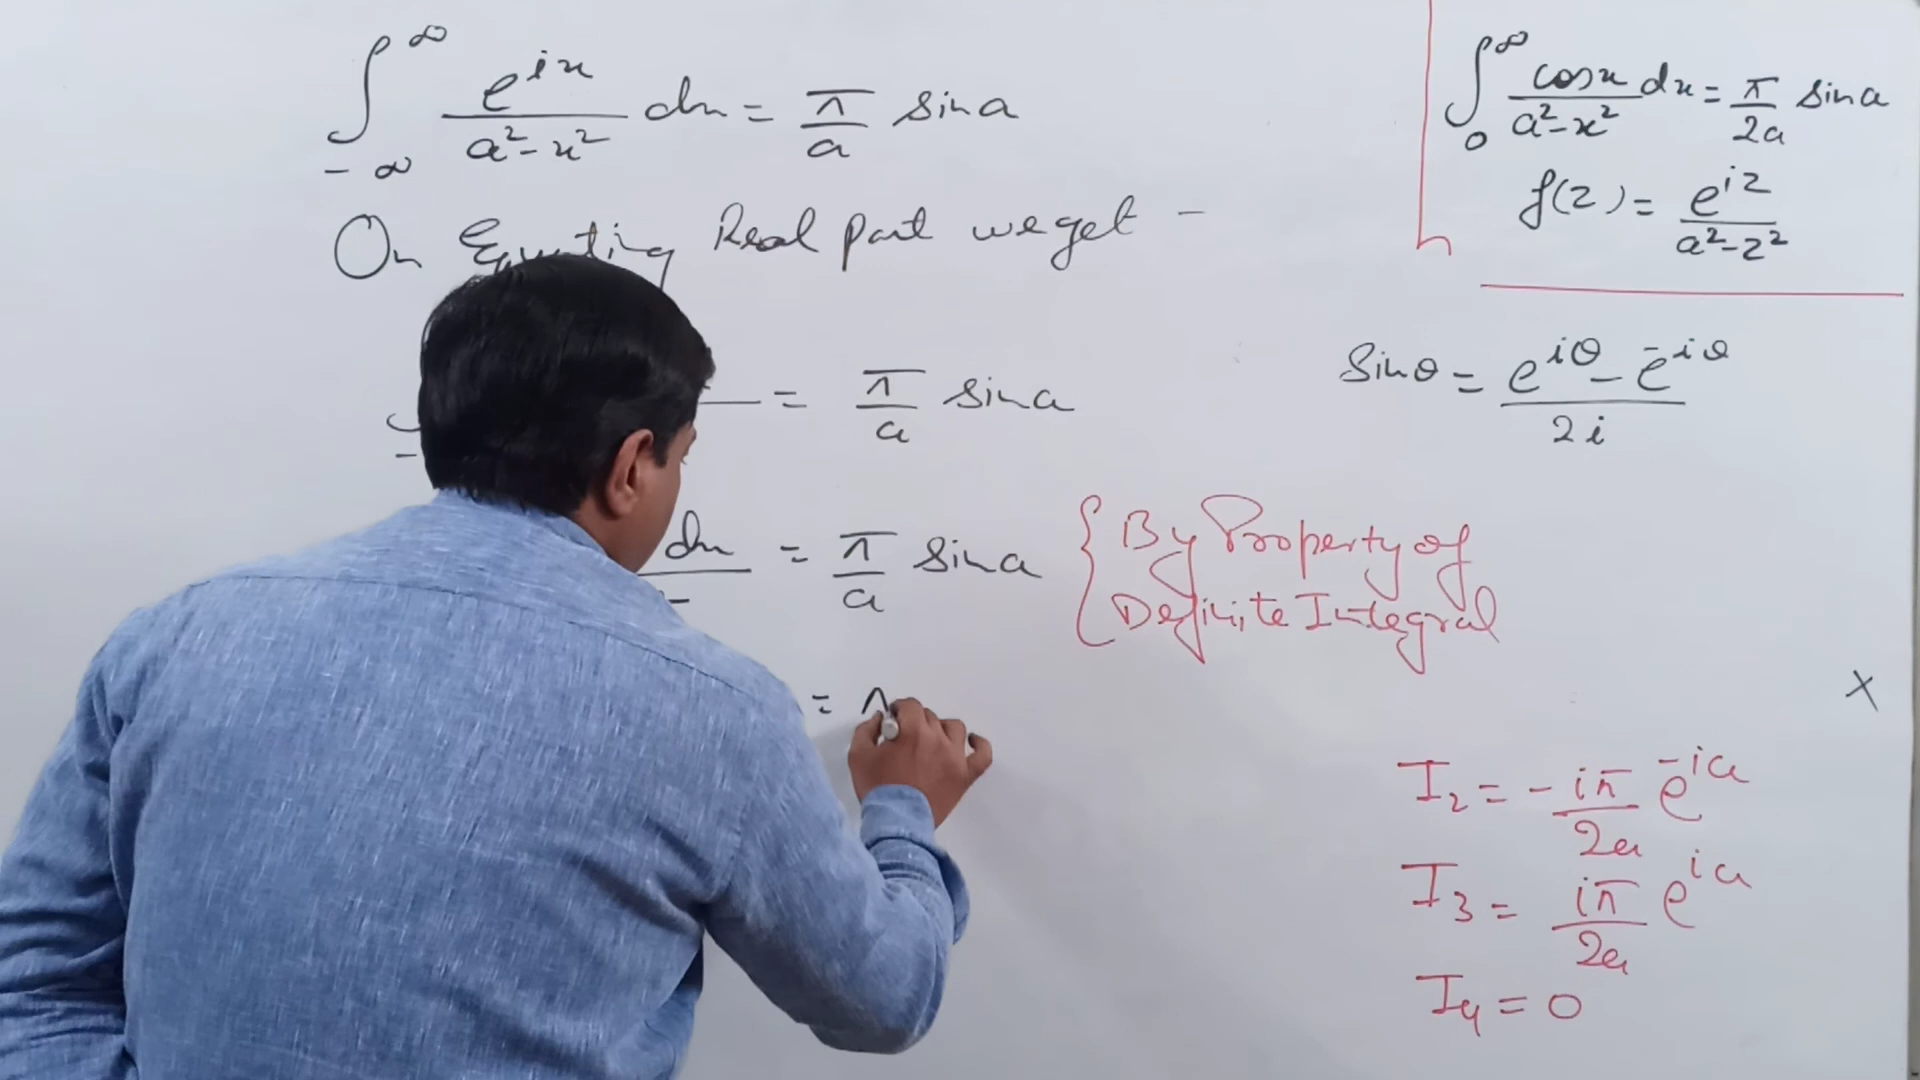 ∫_{-∞}^{∞} e^{ix}/(a²-x²) dx = π/a sin a
On Equating Real part we get -
= π/a sin a
dx = π/a sin a { By Property of
Definite Integral
= π
∫_0^∞ cosx/(a²-x²) dx = π/2a sin a
f(z) = e^{iz}/(a²-z²)
Sinθ = (e^{iθ} - e^{-iθ})/2i
x
I₂ = - iπ/2a e^{-ia}
I₃ = iπ/2a e^{ia}
I₄ = 0